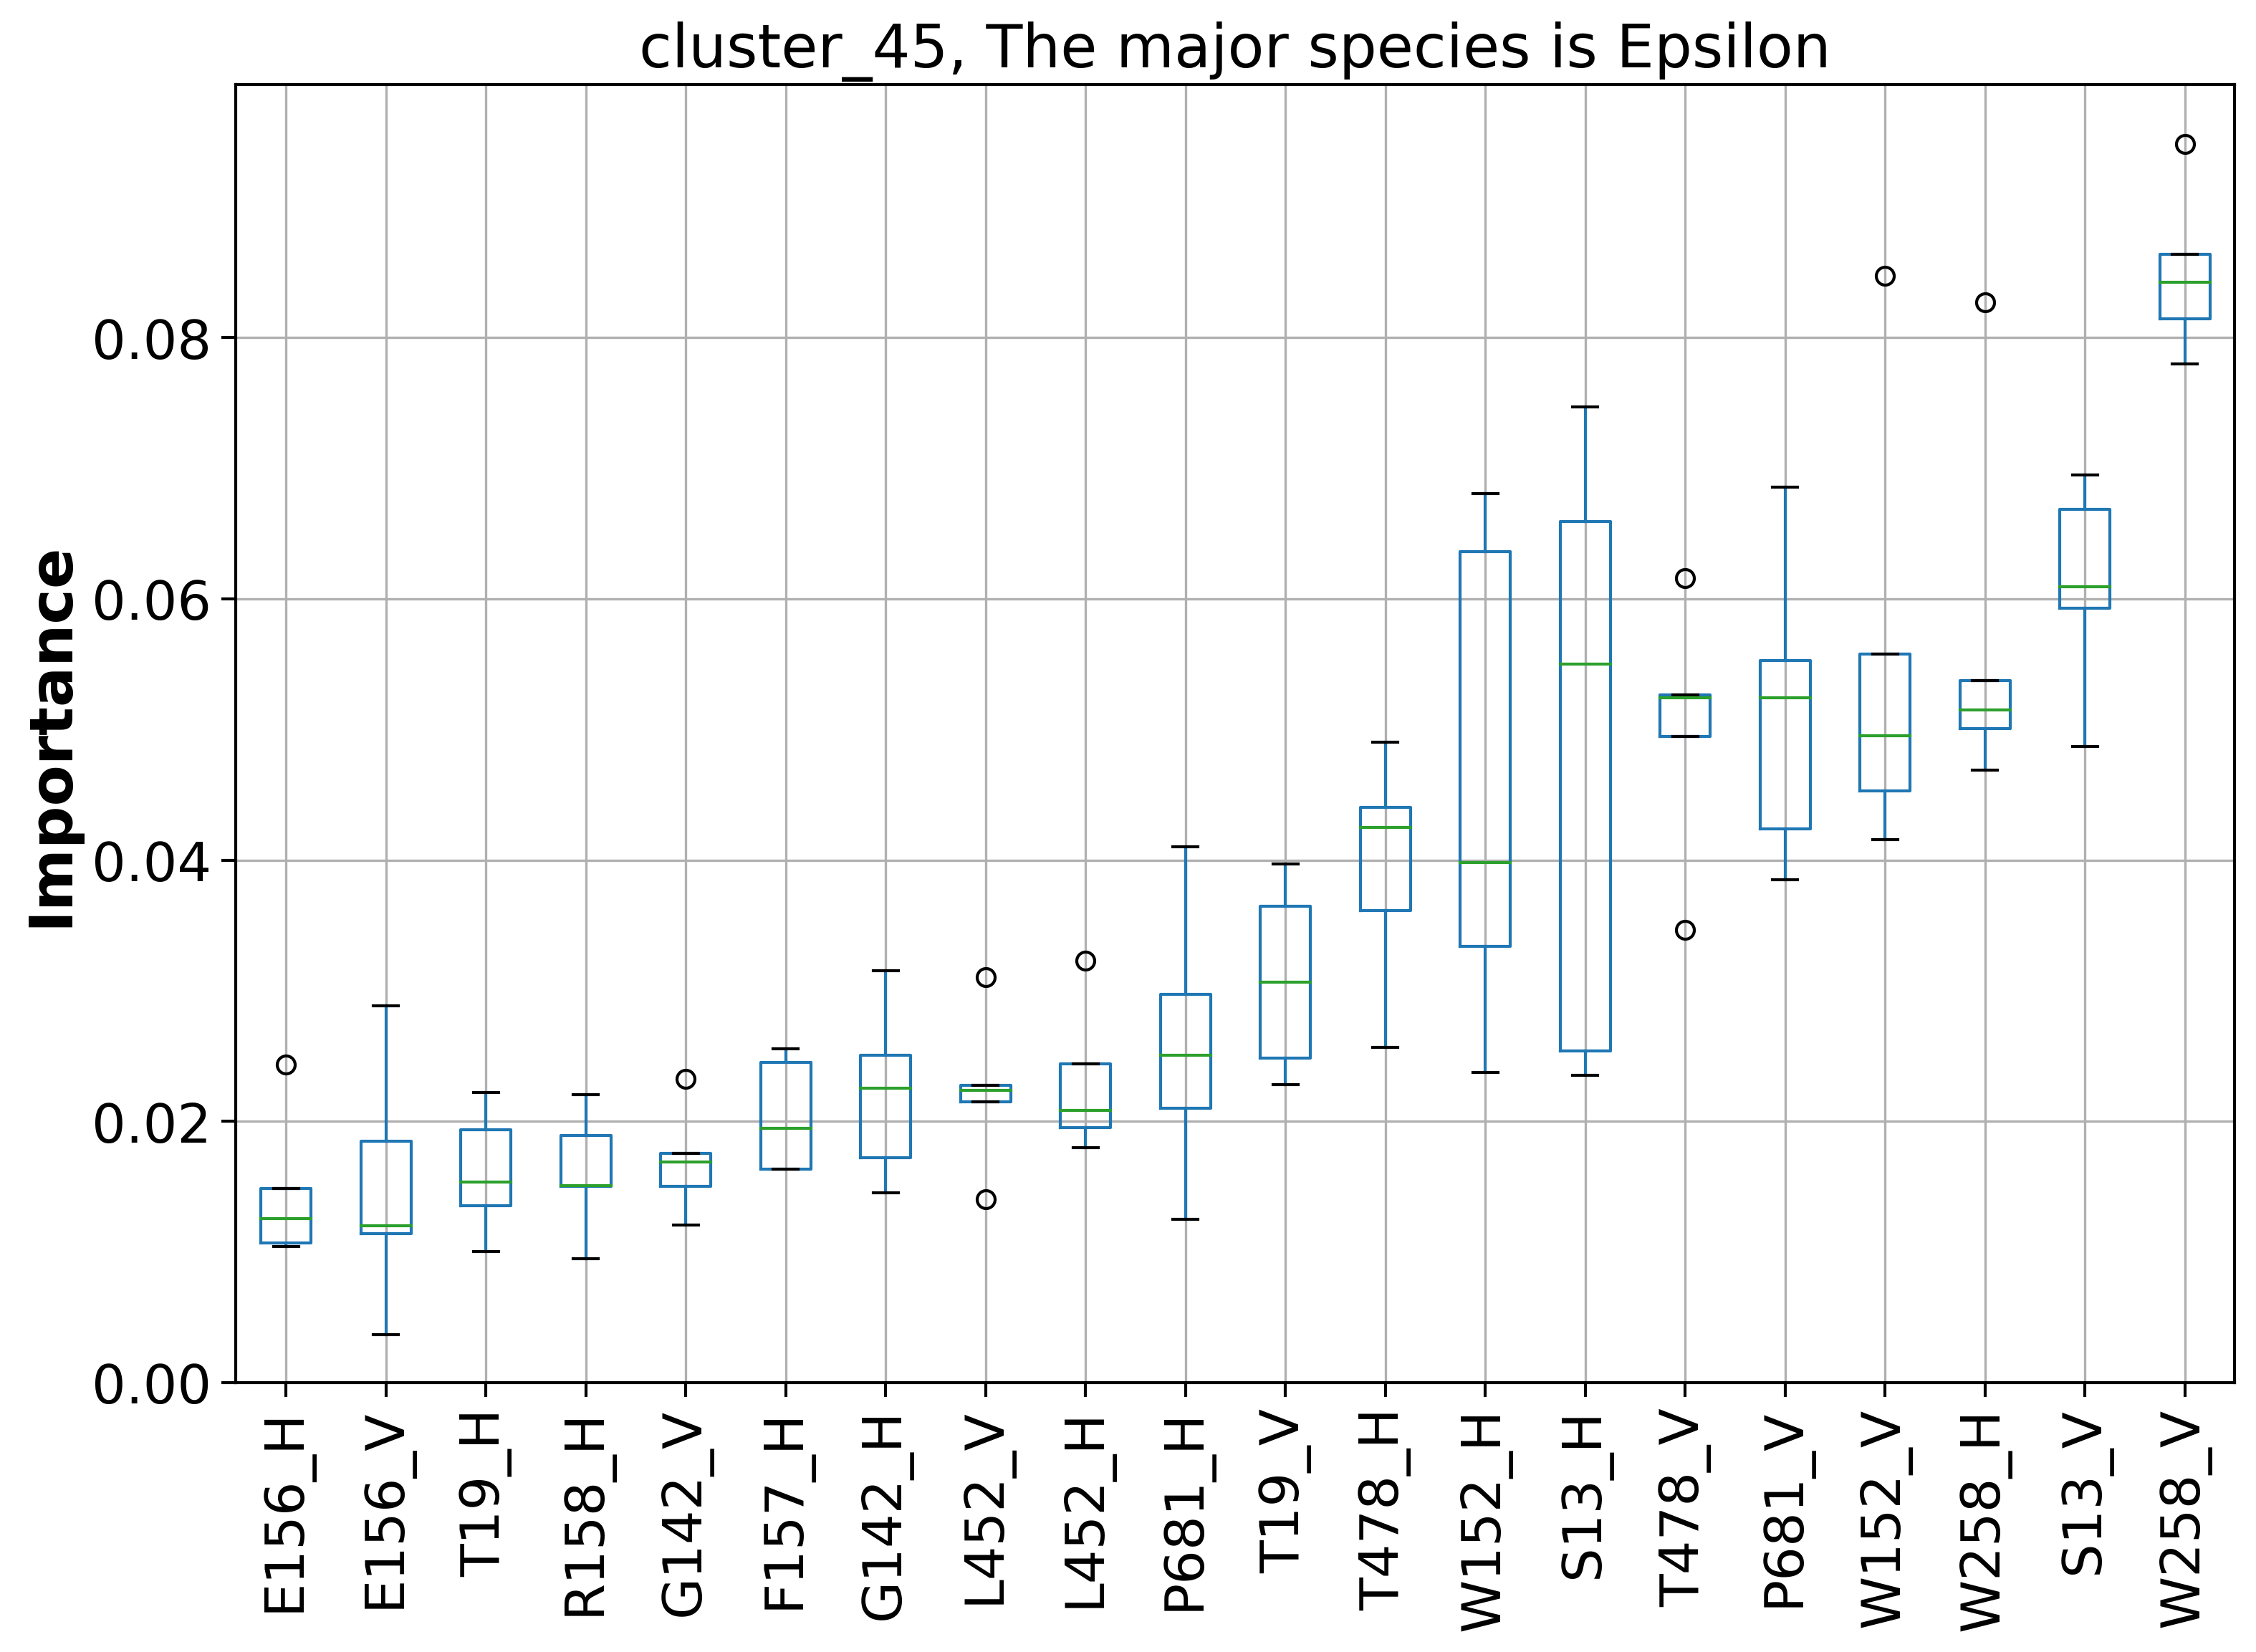 cluster_45, The major species is Epsilon
Importance
0.08
0.06
0.04
0.02
0.00
E156_H
E156_V
T19_H
R158_H
G142_V
F157_H
G142_H
L452_V
L452_H
P681_H
T19_V
T478_H
W152_H
S13_H
T478_V
P681_V
W152_V
W258_H
S13_V
W258_V